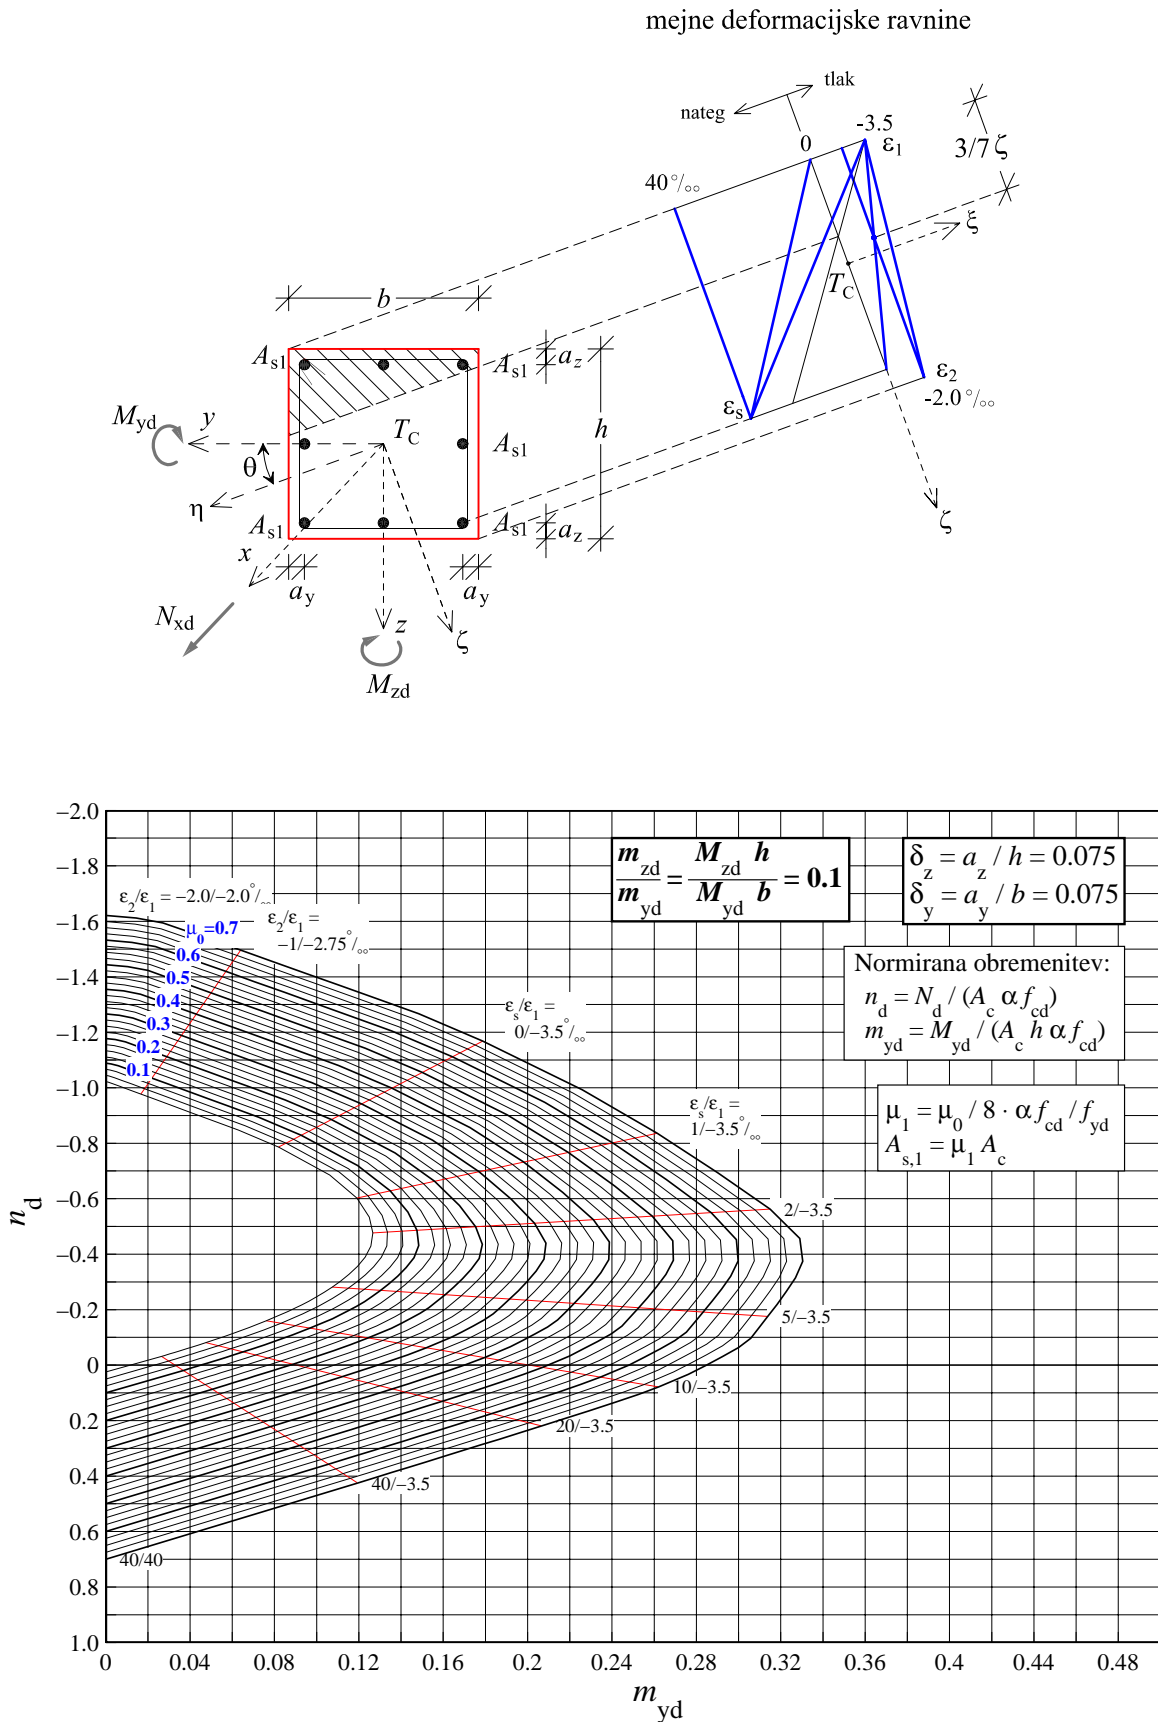 mejne deformacijske ravnine
tlak
nateg
-3.5
0
ε1
3/7 ζ
40 °/∞
ξ
b
TC
As1
az
As1
ε2
-2.0 °/∞
εs
Myd
y
TC
As1
h
θ
η
As1
As1
az
ζ
x
ay
ay
Nxd
z
ζ
Mzd
−2.0
−1.8
−1.6
−1.4
−1.2
−1.0
−0.8
−0.6
−0.4
−0.2
0
0.2
0.4
0.6
0.8
1.0
nd
mzd / myd = Mzd h / Myd b = 0.1
δz = az / h = 0.075
δy = ay / b = 0.075
ε2/ε1 = −2.0/−2.0°/∞
ε2/ε1 =
−1/−2.75°/∞
μ0=0.7
0.6
0.5
0.4
0.3
0.2
0.1
Normirana obremenitev:
nd = Nd / (Ac α fcd)
myd = Myd / (Ac h α fcd)
εs/ε1 =
0/−3.5°/∞
εs/ε1 =
1/−3.5°/∞
μ1 = μ0 / 8 · α fcd / fyd
As,1 = μ1 Ac
2/−3.5
5/−3.5
10/−3.5
20/−3.5
40/−3.5
40/40
0 0.04 0.08 0.12 0.16 0.2 0.24 0.28 0.32 0.36 0.4 0.44 0.48
myd